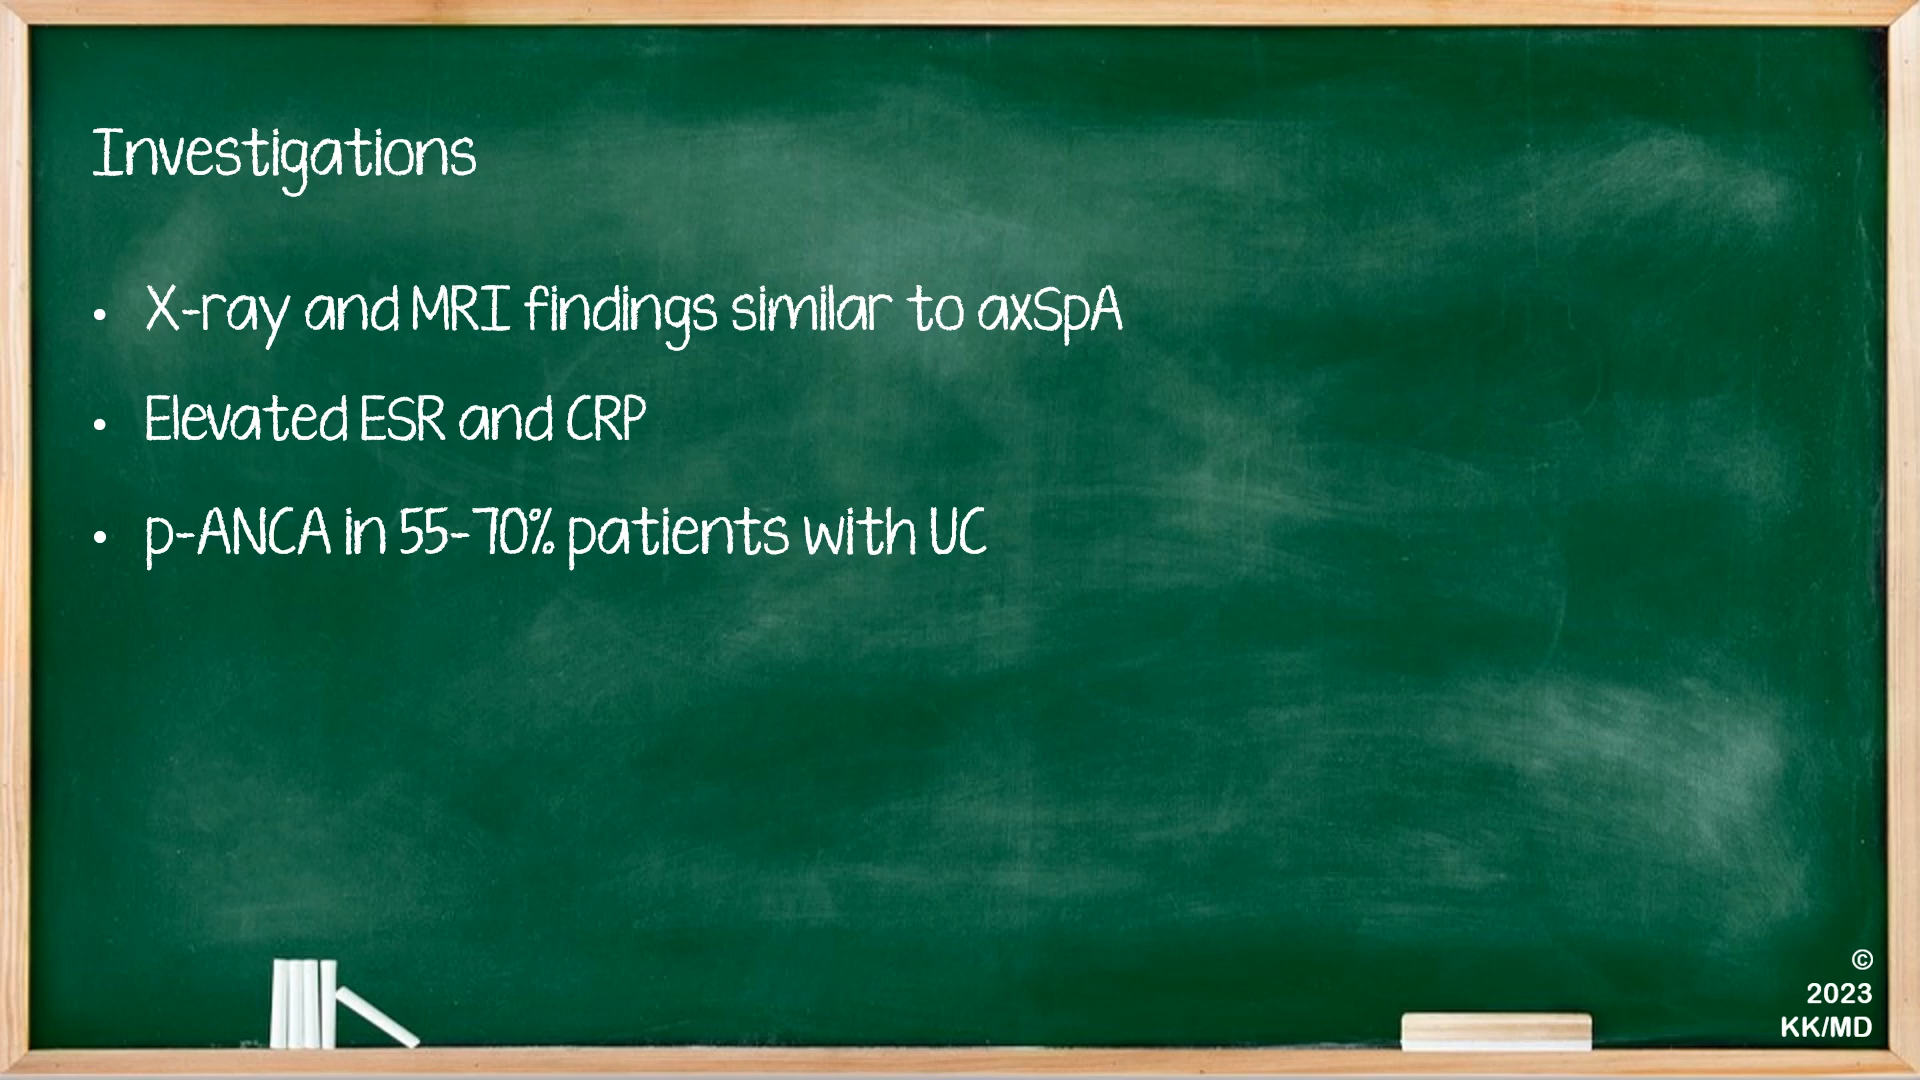 Investigations
• X-ray and MRI findings similar to axSpA
• Elevated ESR and CRP
• p-ANCA in 55-70% patients with UC
©
2023
KK/MD